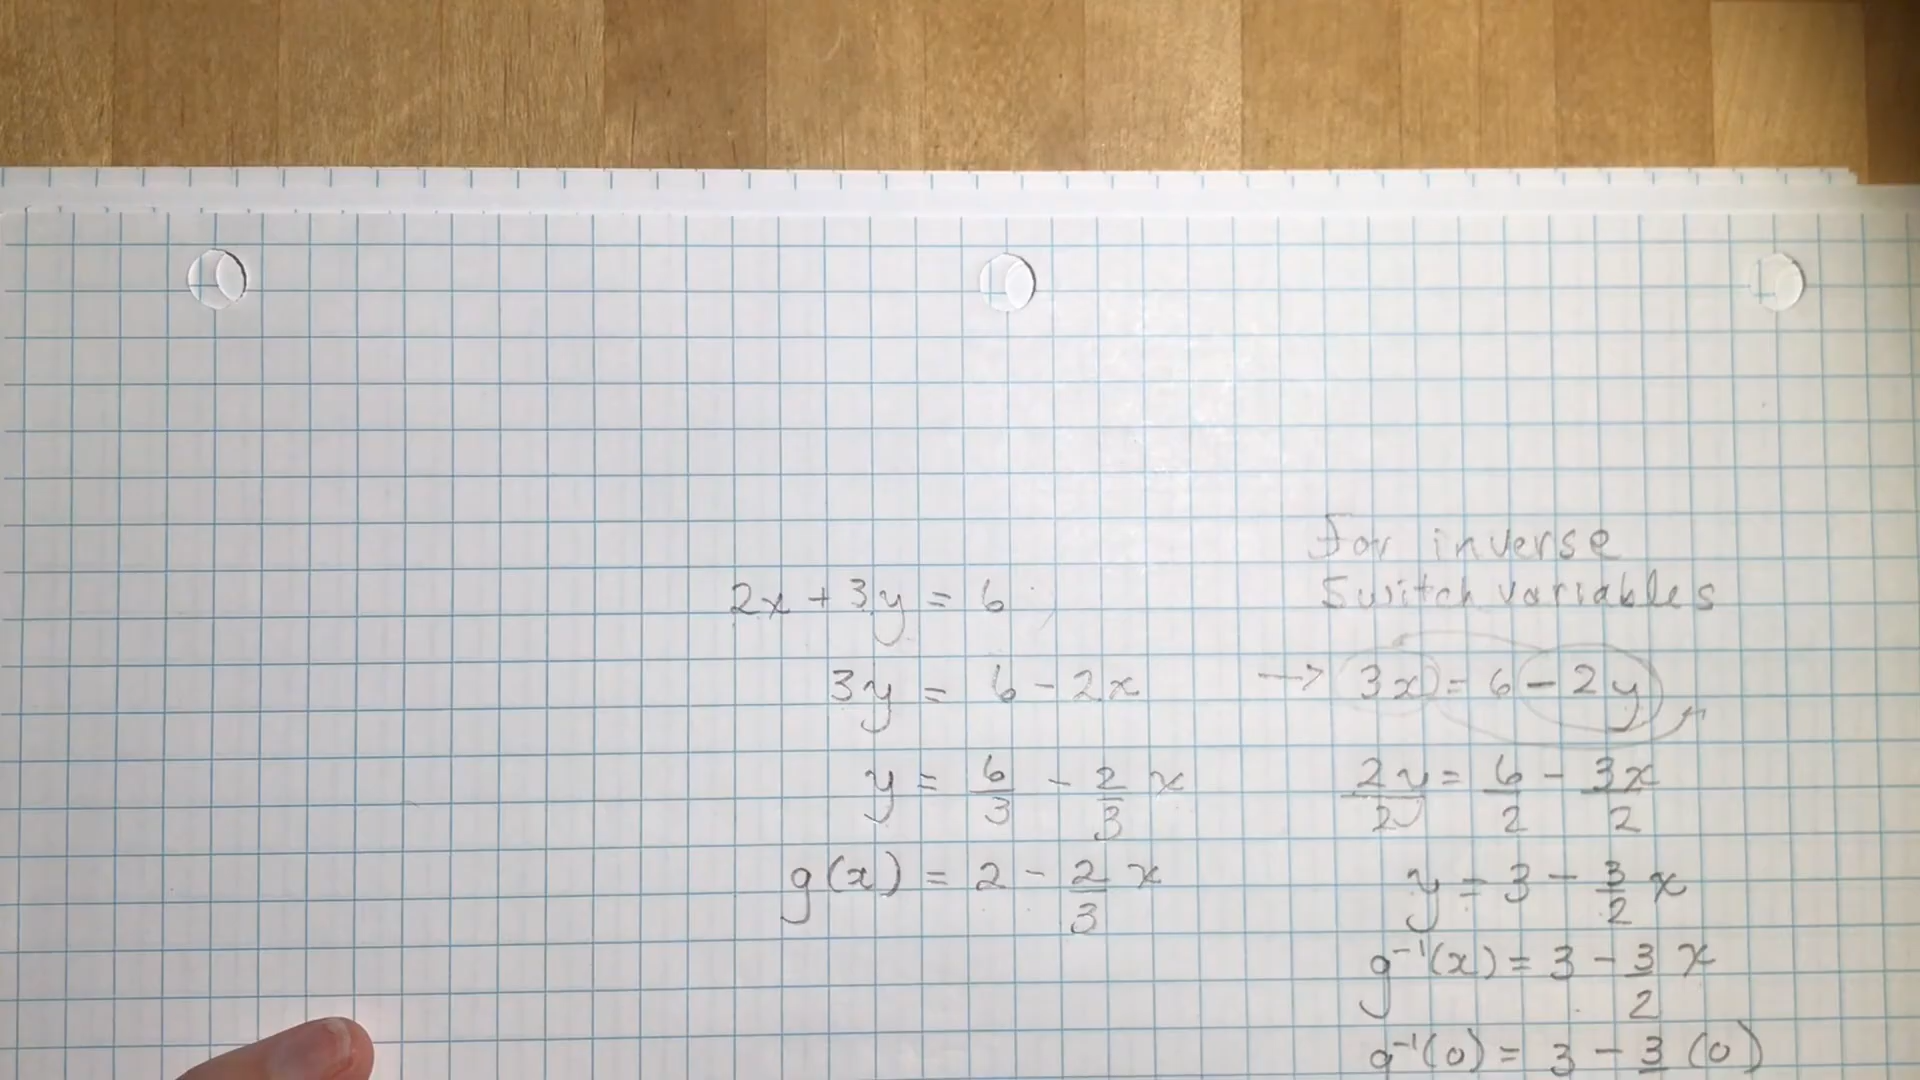 2x + 3y = 6
3y = 6 - 2x
y = 6/3 - 2/3 x
g(x) = 2 - 2/3 x
For inverse
Switch variables
→ 3x = 6 - 2y
2y/2 = 6/2 - 3x/2
y = 3 - 3/2 x
g⁻¹(x) = 3 - 3/2 x
g⁻¹(0) = 3 - 3 (0)